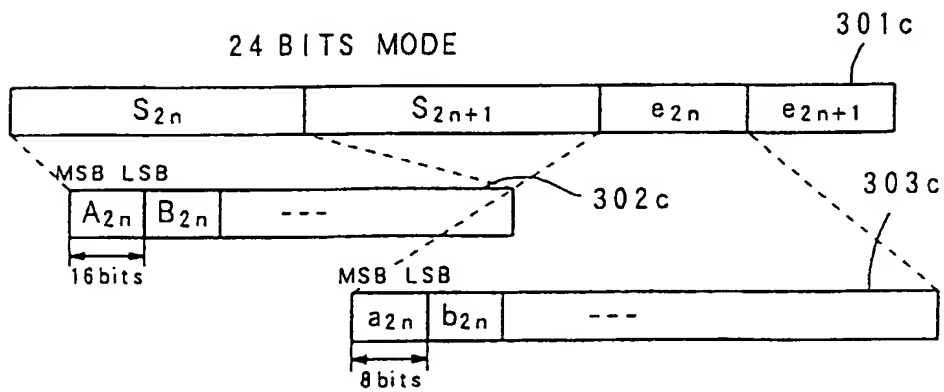 301c
24 BITS MODE
S2n S2n+1 e2n e2n+1
MSB LSB
302c
303c
A2n B2n ---
16bits
MSB LSB
a2n b2n ---
8bits